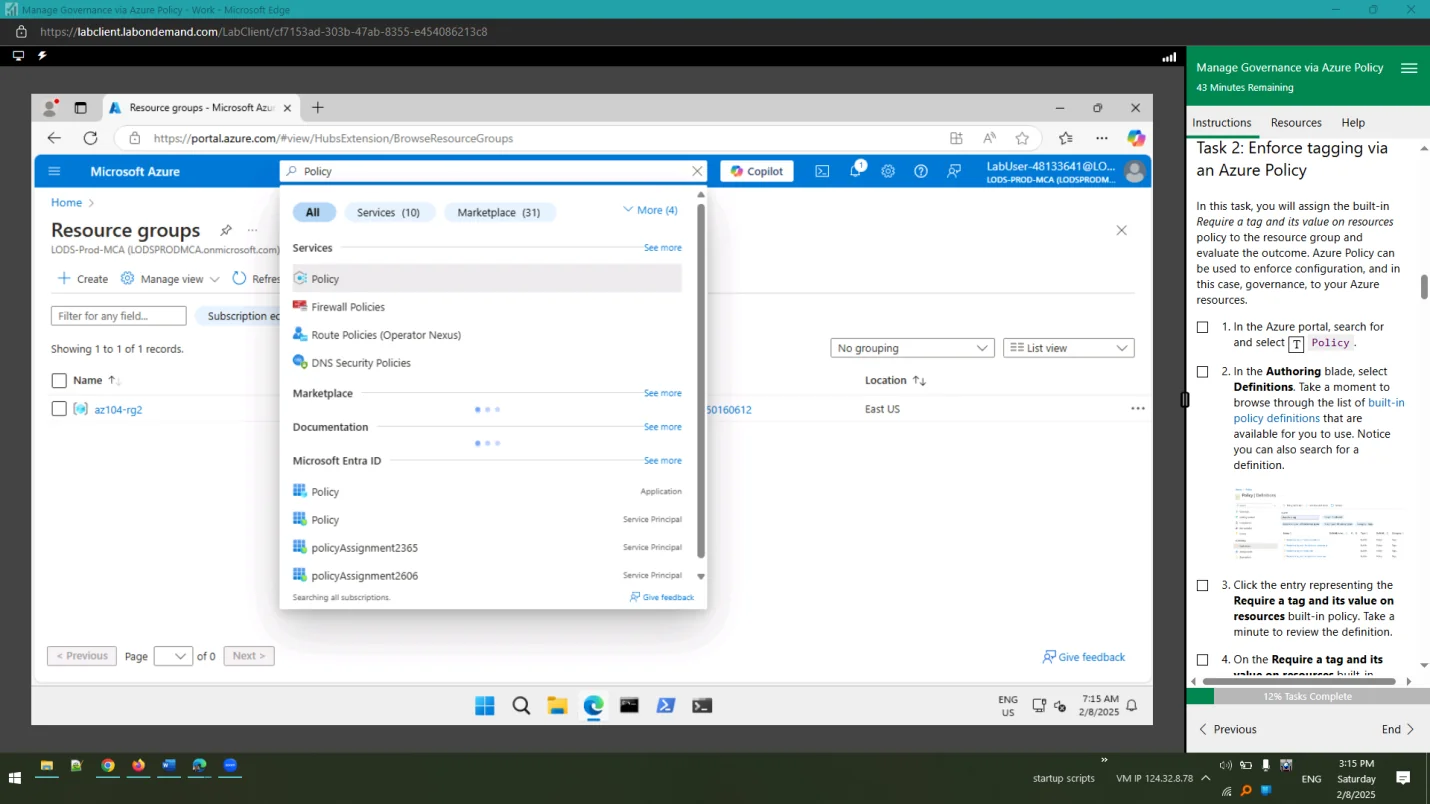 Manage Governance via Azure Policy - Work - Microsoft Edge
https://labclient.labondemand.com/LabClient/cf7153ad-303b-47ab-8355-e454086213c8
Resource groups - Microsoft Azu
https://portal.azure.com/#view/HubsExtension/BrowseResourceGroups
Microsoft Azure
Policy
Copilot
1
LabUser-48133641@LO...
LODS-PROD-MCA (LODSPRODM...
Home >
Resource groups
LODS-Prod-MCA (LODSPRODMCA.onmicrosoft.com)
Create
Manage view
Refres
Filter for any field...
Subscription eq
Showing 1 to 1 of 1 records.
No grouping
List view
Name
Location
az104-rg2
50160612
East US
All
Services (10)
Marketplace (31)
More (4)
Services
See more
Policy
Firewall Policies
Route Policies (Operator Nexus)
DNS Security Policies
Marketplace
See more
Documentation
See more
Microsoft Entra ID
See more
Policy
Application
Policy
Service Principal
policyAssignment2365
Service Principal
policyAssignment2606
Service Principal
Searching all subscriptions.
Give feedback
< Previous
Page
of 0
Next >
Give feedback
ENG
US
7:15 AM
2/8/2025
Manage Governance via Azure Policy
43 Minutes Remaining
Instructions
Resources
Help
Task 2: Enforce tagging via
an Azure Policy
In this task, you will assign the built-in
Require a tag and its value on resources
policy to the resource group and
evaluate the outcome. Azure Policy can
be used to enforce configuration, and in
this case, governance, to your Azure
resources.
1. In the Azure portal, search for
and select T Policy .
2. In the Authoring blade, select
Definitions. Take a moment to
browse through the list of built-in
policy definitions that are
available for you to use. Notice
you can also search for a
definition.
Policy | Definitions
3. Click the entry representing the
Require a tag and its value on
resources built-in policy. Take a
minute to review the definition.
4. On the Require a tag and its
value on resources built-in
12% Tasks Complete
Previous
End
startup scripts
VM IP 124.32.8.78
ENG
3:15 PM
Saturday
2/8/2025